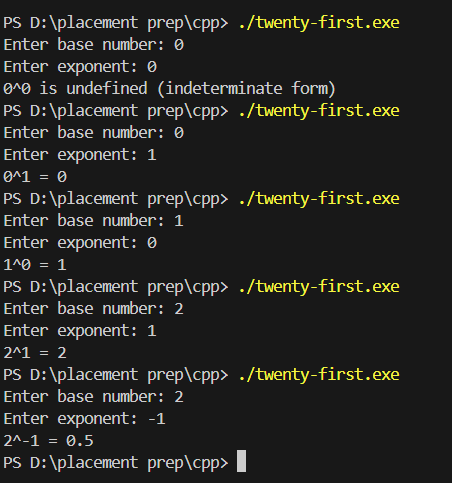 PS D:\placement prep\cpp> ./twenty-first.exe
Enter base number: 0
Enter exponent: 0
0^0 is undefined (indeterminate form)
PS D:\placement prep\cpp> ./twenty-first.exe
Enter base number: 0
Enter exponent: 1
0^1 = 0
PS D:\placement prep\cpp> ./twenty-first.exe
Enter base number: 1
Enter exponent: 0
1^0 = 1
PS D:\placement prep\cpp> ./twenty-first.exe
Enter base number: 2
Enter exponent: 1
2^1 = 2
PS D:\placement prep\cpp> ./twenty-first.exe
Enter base number: 2
Enter exponent: -1
2^-1 = 0.5
PS D:\placement prep\cpp>